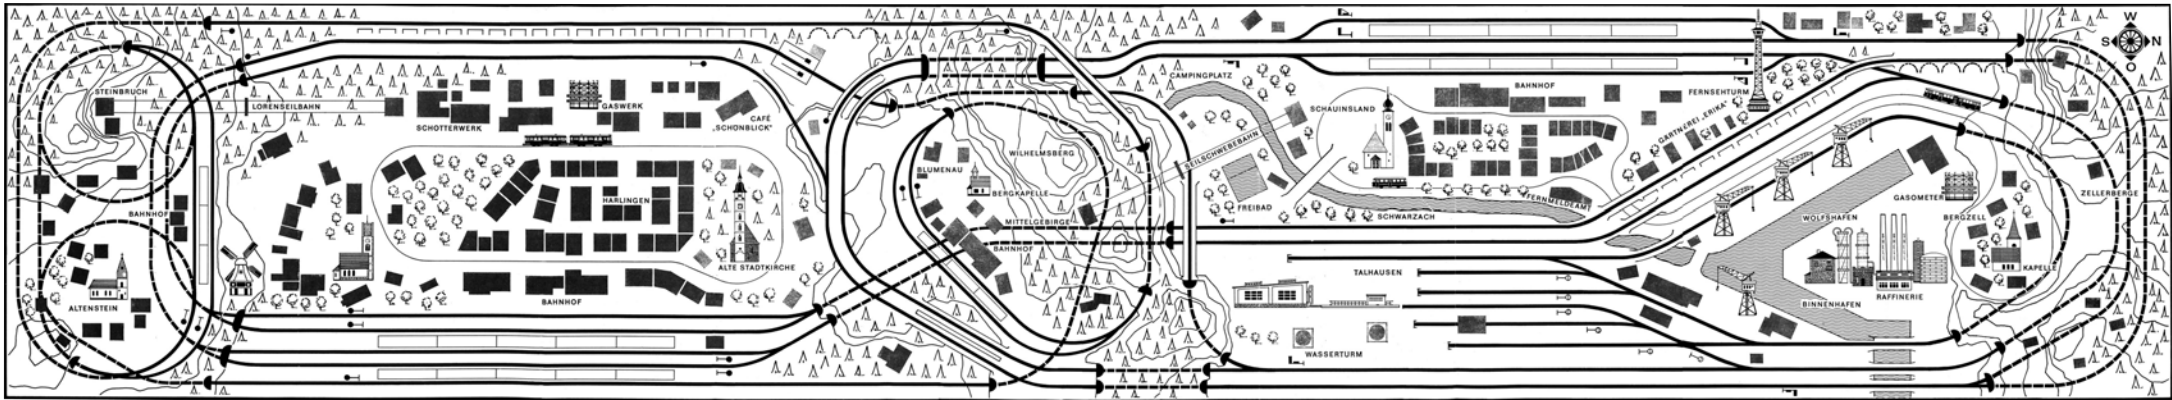 STEINBRUCH
LORENSEILBAHN
SCHOTTERWERK
GASWERK
CAFÉ
„SCHÖNBLICK"
BAHNHOF
HARLINGEN
ALTE STADTKIRCHE
BAHNHOF
ALTENSTEIN
BLUMENAU
WILHELMSBERG
BERGKAPELLE
MITTELGEBIRGE
BAHNHOF
CAMPINGPLATZ
SEILSCHWEBEBAHN
FREIBAD
SCHAUINSLAND
BAHNHOF
FERNSEHTURM
GÄRTNEREI „ERIKA"
FERNMELDEAMT
SCHWARZACH
TALHAUSEN
WASSERTURM
WOLFSHAFEN
BINNENHAFEN
GASOMETER
RAFFINERIE
BERGZELL
KAPELLE
ZELLERBERGE
W
S N
O